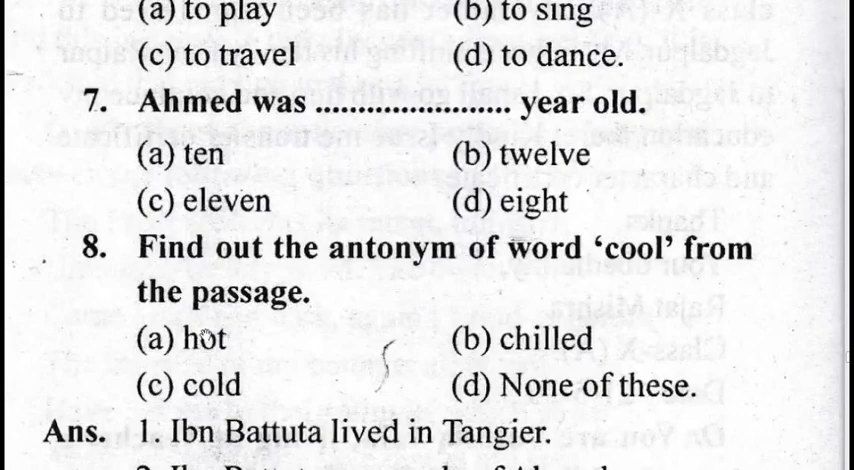 (a) to play (b) to sing
(c) to travel (d) to dance.
7. Ahmed was ........................ year old.
(a) ten (b) twelve
(c) eleven (d) eight
8. Find out the antonym of word ‘cool’ from
the passage.
(a) hot (b) chilled
(c) cold (d) None of these.
Ans. 1. Ibn Battuta lived in Tangier.